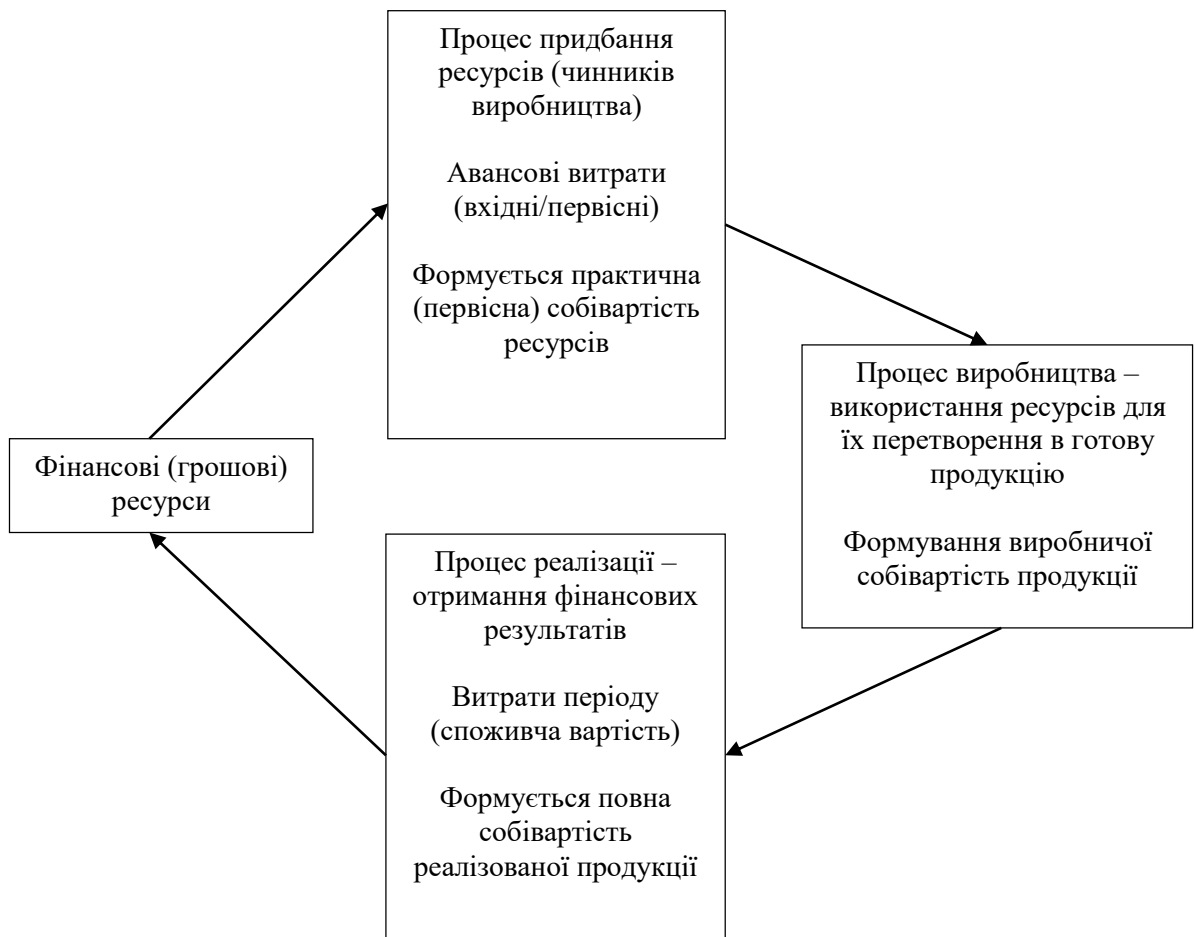 Процес придбання
ресурсів (чинників
виробництва)
Авансові витрати
(вхідні/первісні)
Формується практична
(первісна) собівартість
ресурсів
Процес виробництва –
використання ресурсів для
їх перетворення в готову
продукцію
Формування виробничої
собівартість продукції
Фінансові (грошові)
ресурси
Процес реалізації –
отримання фінансових
результатів
Витрати періоду
(споживча вартість)
Формується повна
собівартість
реалізованої продукції